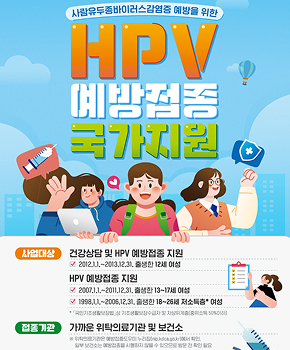 사람유두종바이러스감염증 예방을 위한
HPV
예방접종
국가지원
사업대상
건강상담 및 HPV 예방접종 지원
2012.1.1.~2013.12.31. 출생한 12세 여성
HPV 예방접종 지원
2007.1.1.~2011.12.31. 출생한 13~17세 여성
1998.1.1.~2006.12.31. 출생한 18~26세 저소득층*
접종기관
가까운 위탁의료기관 및 보건소